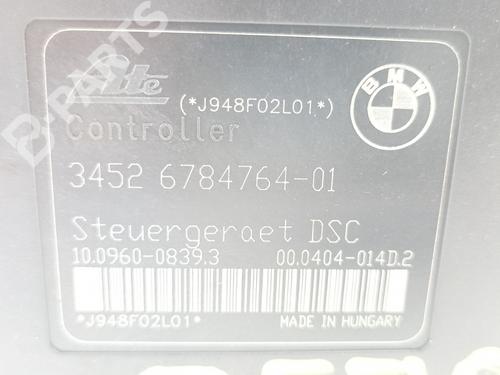 Ate
BMW
(*J948F02L01*)
Controller
3452 6784764-01
Steuergeraet DSC
10.0960-0839.3 00.0404-014D.2
*J948F02L01*
MADE IN HUNGARY